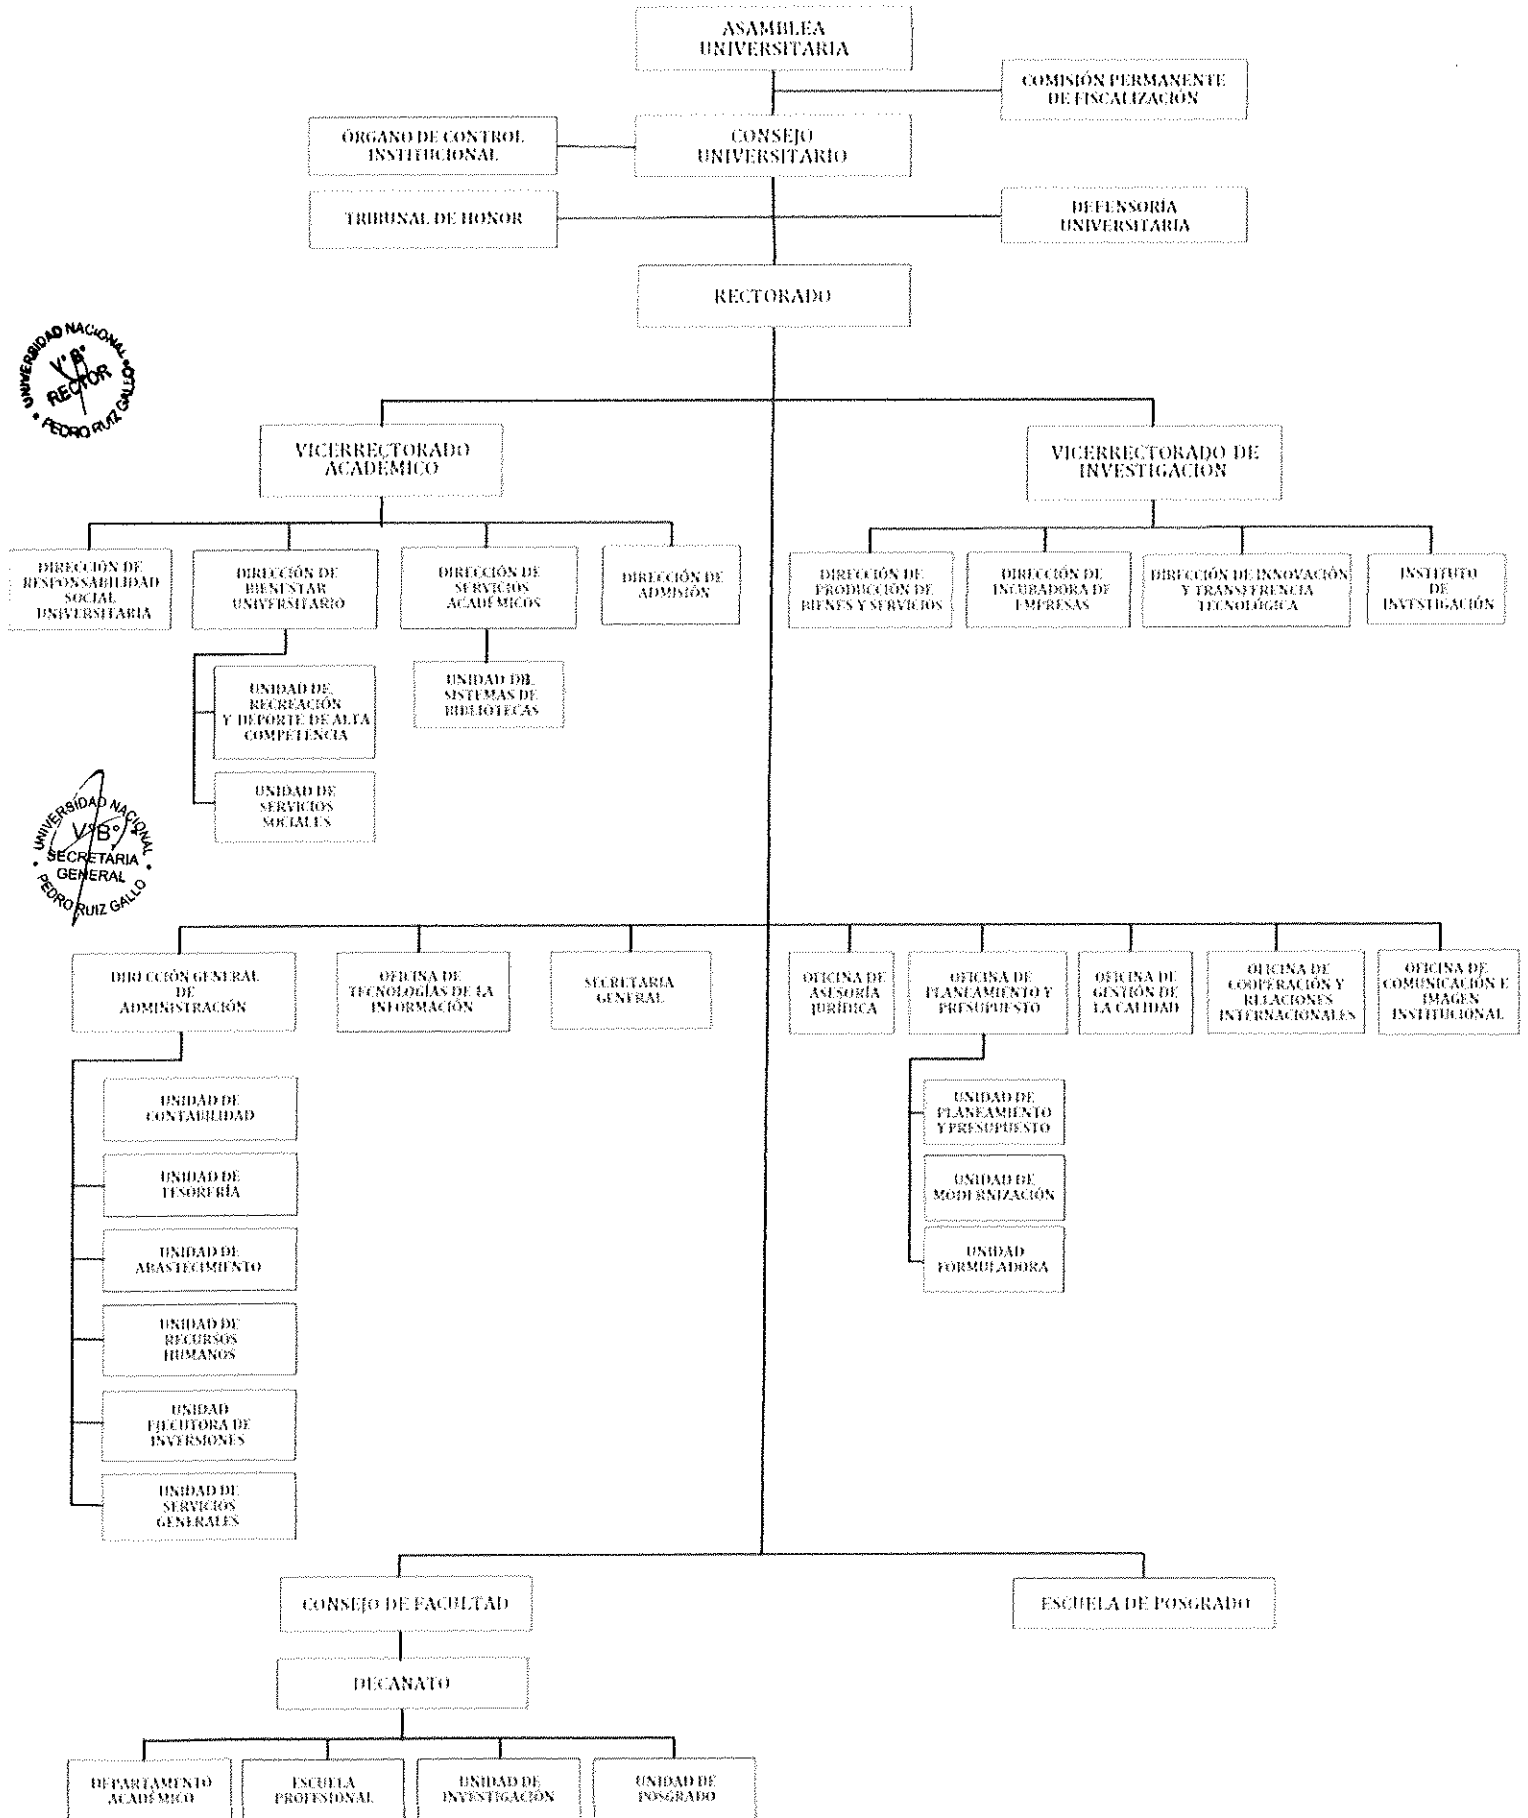 ASAMBLEA
UNIVERSITARIA
COMISIÓN PERMANENTE
DE FISCALIZACIÓN
ÓRGANO DE CONTROL
INSTITUCIONAL
CONSEJO
UNIVERSITARIO
TRIBUNAL DE HONOR
DEFENSORÍA
UNIVERSITARIA
RECTORADO
UNIVERSIDAD NACIONAL
V°B°
RECTOR
PEDRO RUIZ GALLO
VICERRECTORADO
ACADÉMICO
VICERRECTORADO DE
INVESTIGACIÓN
DIRECCIÓN DE
RESPONSABILIDAD
SOCIAL
UNIVERSITARIA
DIRECCIÓN DE
BIENESTAR
UNIVERSITARIO
DIRECCIÓN DE
SERVICIOS
ACADÉMICOS
DIRECCIÓN DE
ADMISIÓN
DIRECCIÓN DE
PRODUCCIÓN DE
BIENES Y SERVICIOS
DIRECCIÓN DE
INCUBADORA DE
EMPRESAS
DIRECCIÓN DE INNOVACIÓN
Y TRANSFERENCIA
TECNOLÓGICA
INSTITUTO
DE
INVESTIGACIÓN
UNIDAD DE
RECREACIÓN
Y DEPORTE DE ALTA
COMPETENCIA
UNIDAD DE
SISTEMAS DE
BIBLIOTECAS
UNIDAD DE
SERVICIOS
SOCIALES
UNIVERSIDAD NACIONAL
V°B°
SECRETARIA
GENERAL
PEDRO RUIZ GALLO
DIRECCIÓN GENERAL
DE
ADMINISTRACIÓN
OFICINA DE
TECNOLOGÍAS DE LA
INFORMACIÓN
SECRETARIA
GENERAL
OFICINA DE
ASESORÍA
JURÍDICA
OFICINA DE
PLANEAMIENTO Y
PRESUPUESTO
OFICINA DE
GESTIÓN DE
LA CALIDAD
OFICINA DE
COOPERACIÓN Y
RELACIONES
INTERNACIONALES
OFICINA DE
COMUNICACIÓN E
IMAGEN
INSTITUCIONAL
UNIDAD DE
CONTABILIDAD
UNIDAD DE
TESORERÍA
UNIDAD DE
ABASTECIMIENTO
UNIDAD DE
RECURSOS
HUMANOS
UNIDAD
EJECUTORA DE
INVERSIONES
UNIDAD DE
SERVICIOS
GENERALES
UNIDAD DE
PLANEAMIENTO
Y PRESUPUESTO
UNIDAD DE
MODERNIZACIÓN
UNIDAD
FORMULADORA
CONSEJO DE FACULTAD
ESCUELA DE POSGRADO
DECANATO
DEPARTAMENTO
ACADÉMICO
ESCUELA
PROFESIONAL
UNIDAD DE
INVESTIGACIÓN
UNIDAD DE
POSGRADO